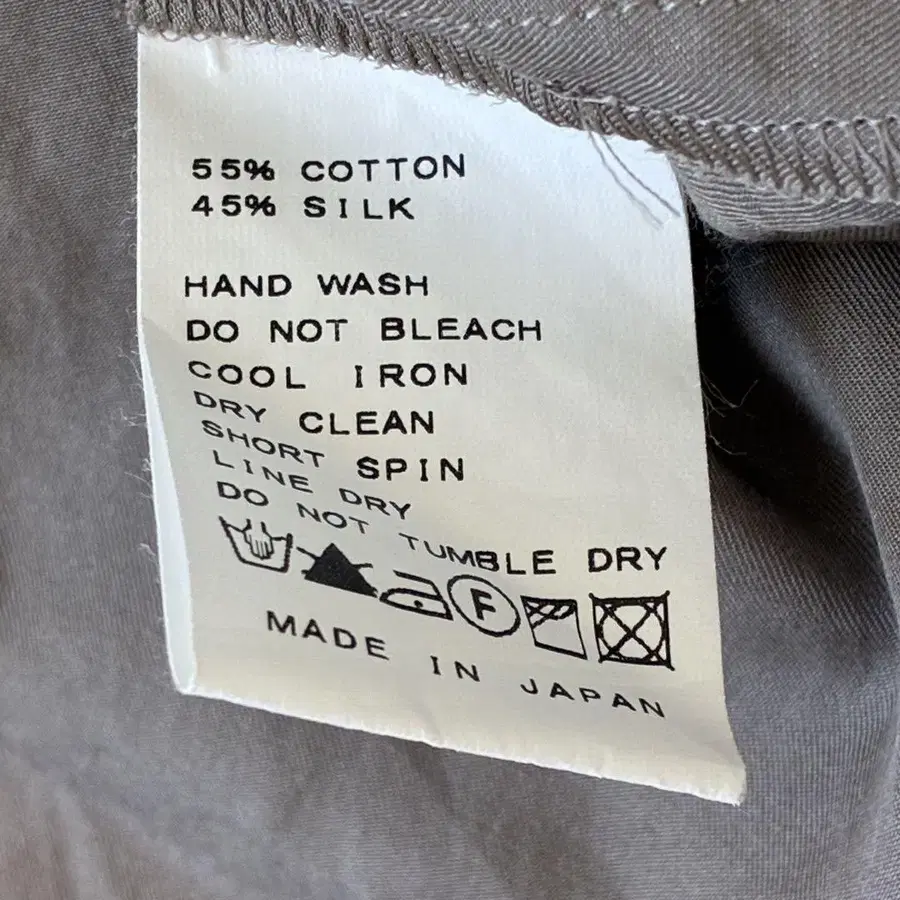 55% COTTON
45% SILK
HAND WASH
DO NOT BLEACH
COOL IRON
DRY CLEAN
SHORT SPIN
LINE DRY
DO NOT TUMBLE DRY
F
MADE IN JAPAN